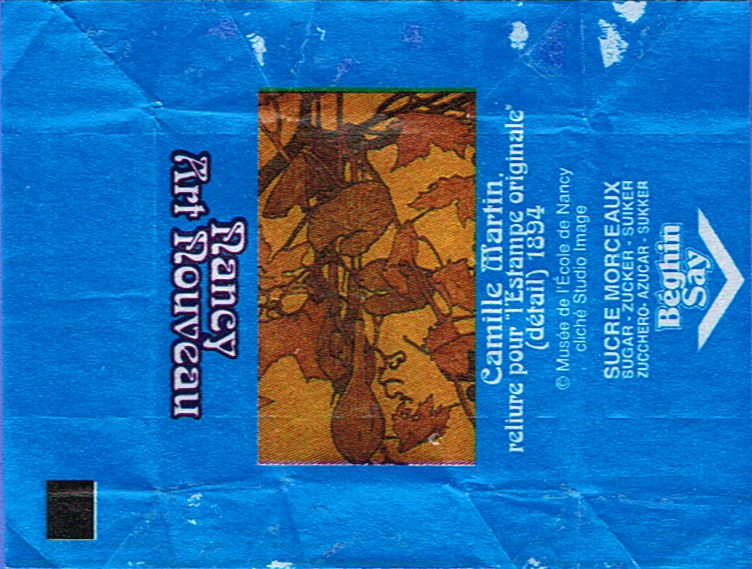 Nancy
Art Nouveau
Camille Martin,
reliure pour "l'Estampe originale"
(détail) 1894
© Musée de l'École de Nancy
cliché Studio Image
SUCRE MORCEAUX
SUGAR - ZUCKER - SUIKER
ZUCCHERO - AZUCAR - SUKKER
Béghin
Say